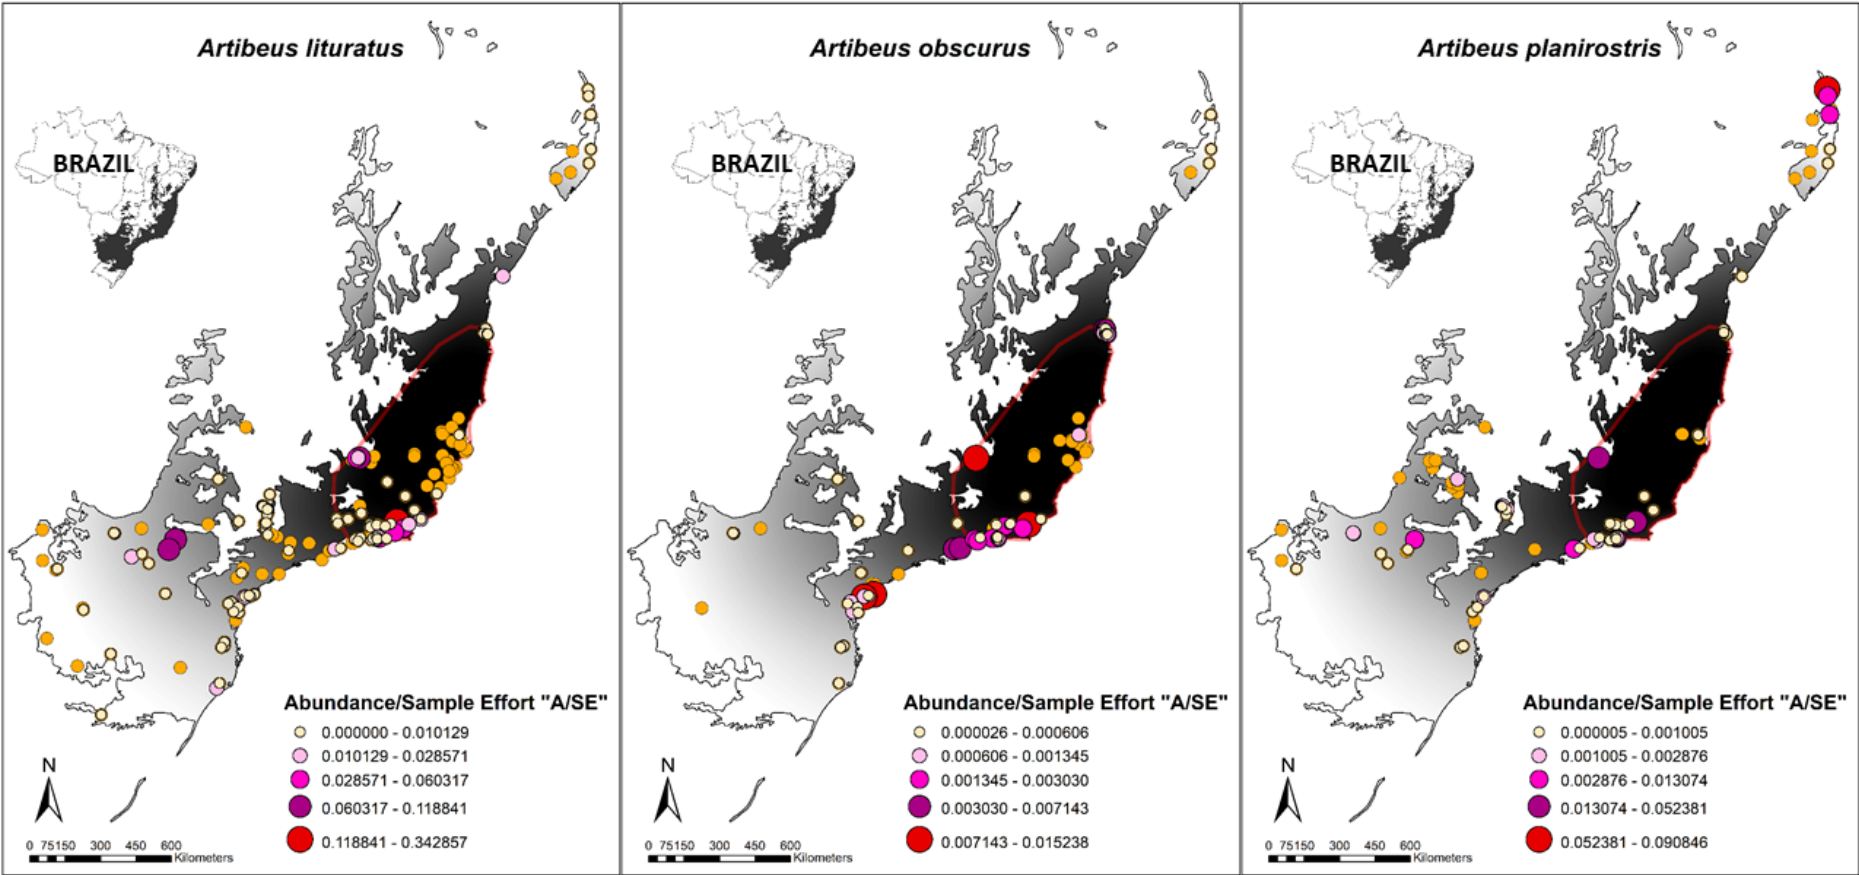 Artibeus lituratus
BRAZIL
Abundance/Sample Effort "A/SE"
0.000000 - 0.010129
0.010129 - 0.028571
0.028571 - 0.060317
0.060317 - 0.118841
0.118841 - 0.342857
N
0 75150 300 450 600
Kilometers
Artibeus obscurus
BRAZIL
Abundance/Sample Effort "A/SE"
0.000026 - 0.000606
0.000606 - 0.001345
0.001345 - 0.003030
0.003030 - 0.007143
0.007143 - 0.015238
N
0 75150 300 450 600
Kilometers
Artibeus planirostris
BRAZIL
Abundance/Sample Effort "A/SE"
0.000005 - 0.001005
0.001005 - 0.002876
0.002876 - 0.013074
0.013074 - 0.052381
0.052381 - 0.090846
N
0 75150 300 450 600
Kilometers